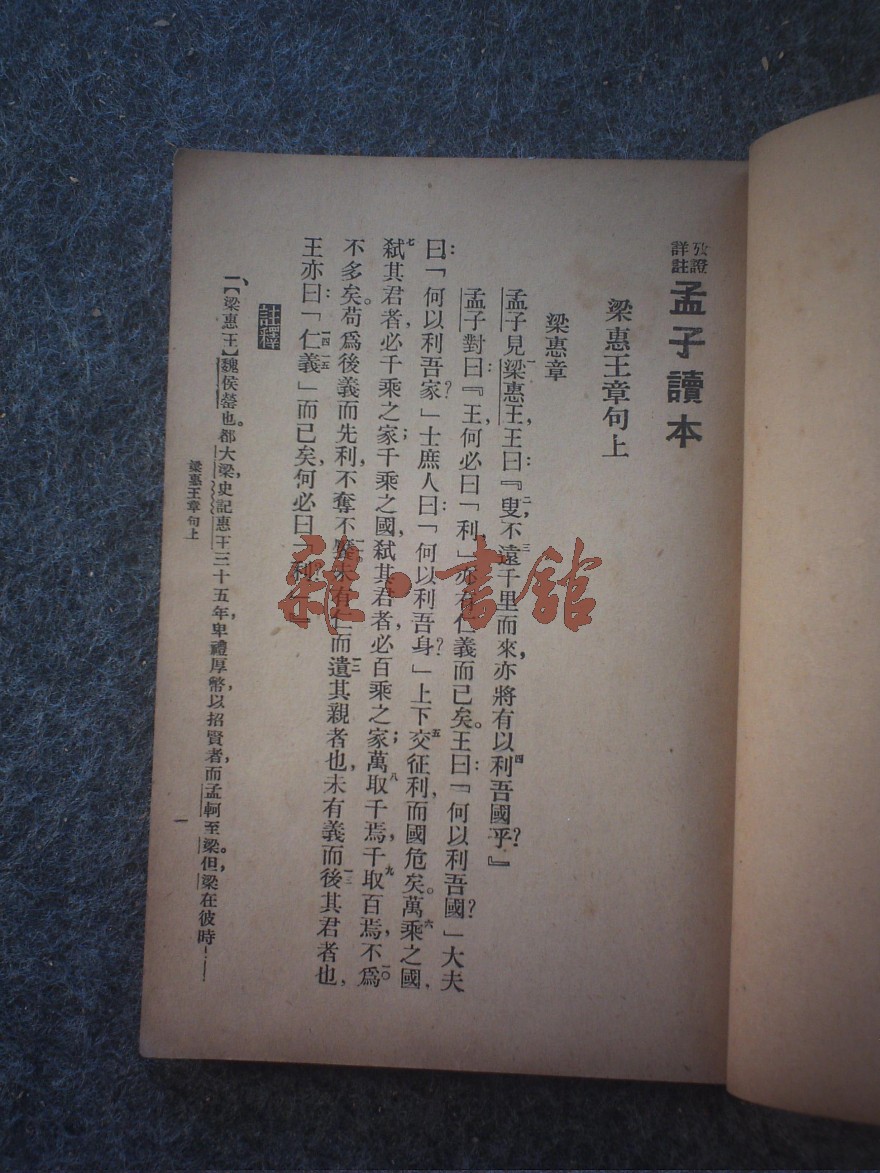 攷證詳註 孟子讀本
梁惠王章句上
梁惠章
孟子見梁惠王，王曰：『叟，不遠千里而來，亦將有以利吾國乎？』
孟子對曰：『王，何必曰「利，」亦有仁義而已矣。王曰：「何以利吾國？」大夫
曰：「何以利吾家？」士庶人曰：「何以利吾身？」上下交征利，而國危矣。萬乘之國，
弒其君者，必千乘之家；千乘之國，弒其君者，必百乘之家；萬取千焉，千取百焉，不爲
不多矣。苟爲後義而先利，不奪不饜。未有仁而遺其親者也，未有義而後其君者也，
王亦曰：「仁義」而已矣，何必曰「利？」』
註釋
一、【梁惠王】魏侯罃也。都大梁，史記惠王三十五年，卑禮厚幣，以招賢者，而孟軻至梁。但，梁在彼時，——
梁惠王章句上
一
雜·書館